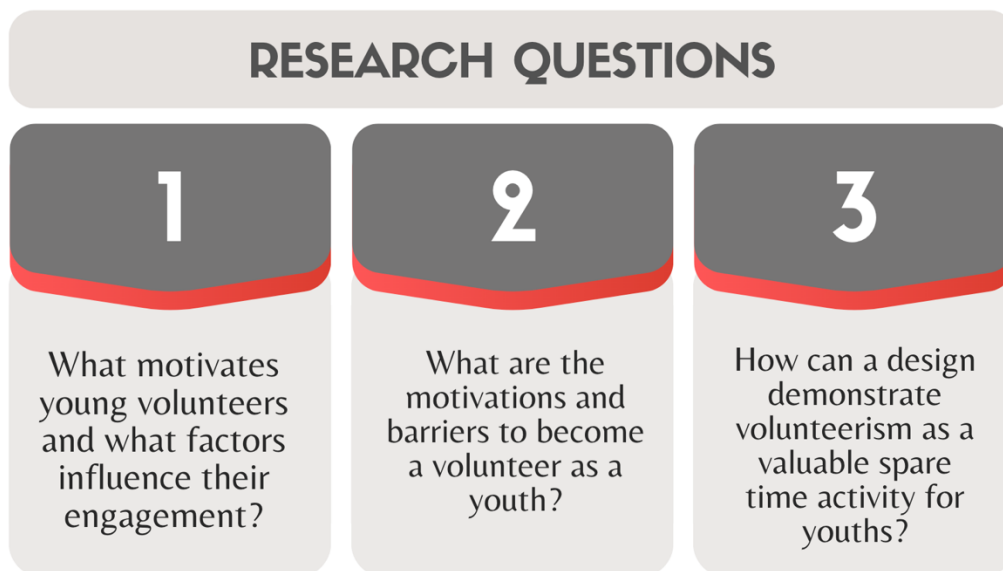 RESEARCH QUESTIONS
1
What motivates
young volunteers
and what factors
influence their
engagement?
2
What are the
motivations and
barriers to become
a volunteer as a
youth?
3
How can a design
demonstrate
volunteerism as a
valuable spare
time activity for
youths?